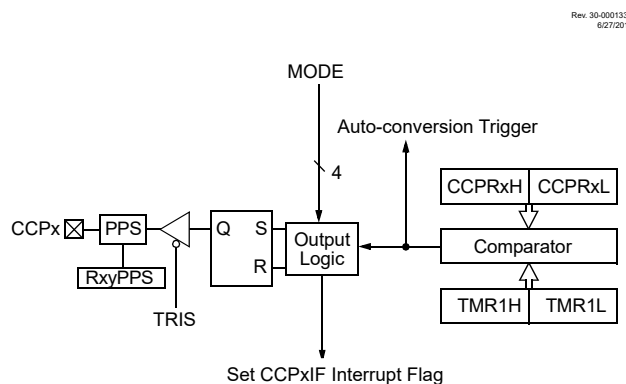 Rev. 30-000133
6/27/201
MODE
Auto-conversion Trigger
4
CCPRxH CCPRxL
CCPx PPS Q S Output Logic Comparator
R
RxyPPS
TRIS
TMR1H TMR1L
Set CCPxIF Interrupt Flag